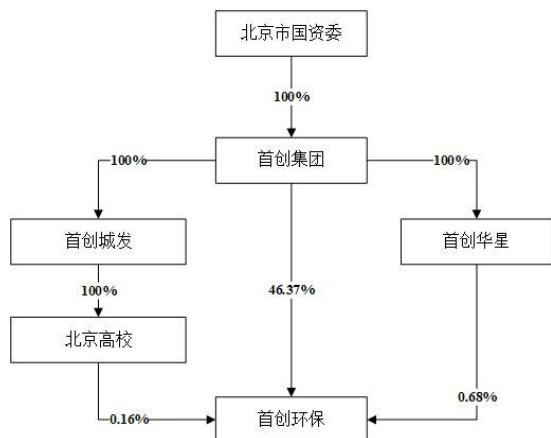 北京市国资委
100%
首创集团
100%
100%
首创城发
首创华星
100%
46.37%
北京高校
0.16%
首创环保
0.68%